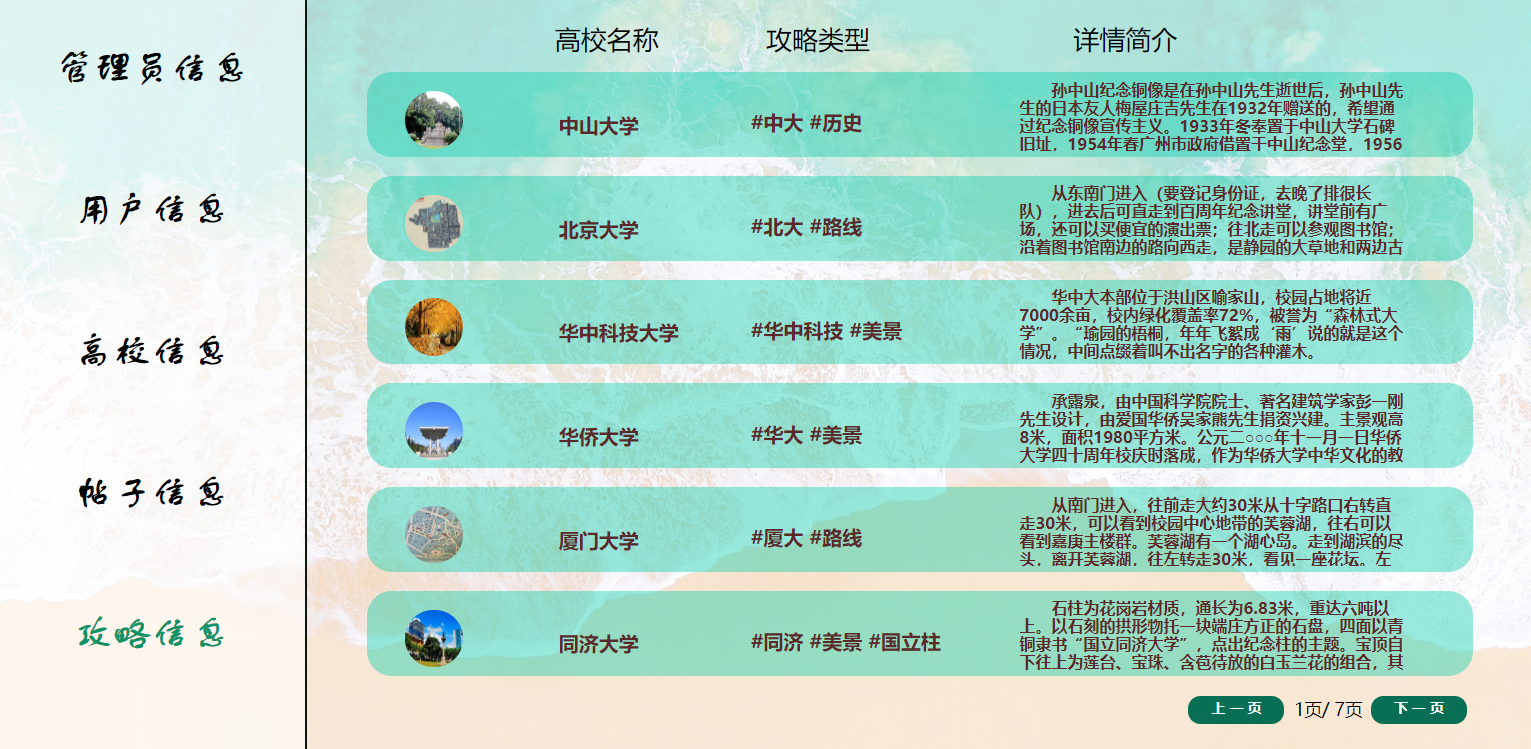 管理员信息
用户信息
高校信息
帖子信息
攻略信息
高校名称 攻略类型 详情简介
中山大学 #中大 #历史
孙中山纪念铜像是在孙中山先生逝世后，孙中山先
生的日本友人梅屋庄吉先生在1932年赠送的，希望通
过纪念铜像宣传主义。1933年冬奉置于中山大学石碑
旧址，1954年春广州市政府借置于中山纪念堂，1956
北京大学 #北大 #路线
从东南门进入（要登记身份证，去晚了排很长
队），进去后可直走到百周年纪念讲堂，讲堂前有广
场，还可以买便宜的演出票；往北走可以参观图书馆；
沿着图书馆南边的路向西走，是静园的大草地和两边古
华中科技大学 #华中科技 #美景
华中大本部位于洪山区喻家山，校园占地将近
7000余亩，校内绿化覆盖率72%，被誉为“森林式大
学”。“瑜园的梧桐，年年飞絮成‘雨’说的就是这个
情况，中间点缀着叫不出名字的各种灌木。
华侨大学 #华大 #美景
承露泉，由中国科学院院士、著名建筑学家彭一刚
先生设计，由爱国华侨吴家熊先生捐资兴建。主景观高
8米，面积1980平方米。公元二○○○年十一月一日华侨
大学四十周年校庆时落成，作为华侨大学中华文化的教
厦门大学 #厦大 #路线
从南门进入，往前走大约30米从十字路口右转直
走30米，可以看到校园中心地带的芙蓉湖，往右可以
看到嘉庚主楼群。芙蓉湖有一个湖心岛。走到湖滨的尽
头，离开芙蓉湖，往左转走30米，看见一座花坛。左
同济大学 #同济 #美景 #国立柱
石柱为花岗岩材质，通长为6.83米，重达六吨以
上。以石刻的拱形物托一块端庄方正的石盘，四面以青
铜隶书“国立同济大学”，点出纪念柱的主题。宝顶自
下往上为莲台、宝珠、含苞待放的白玉兰花的组合，其
上一页 1页/ 7页 下一页